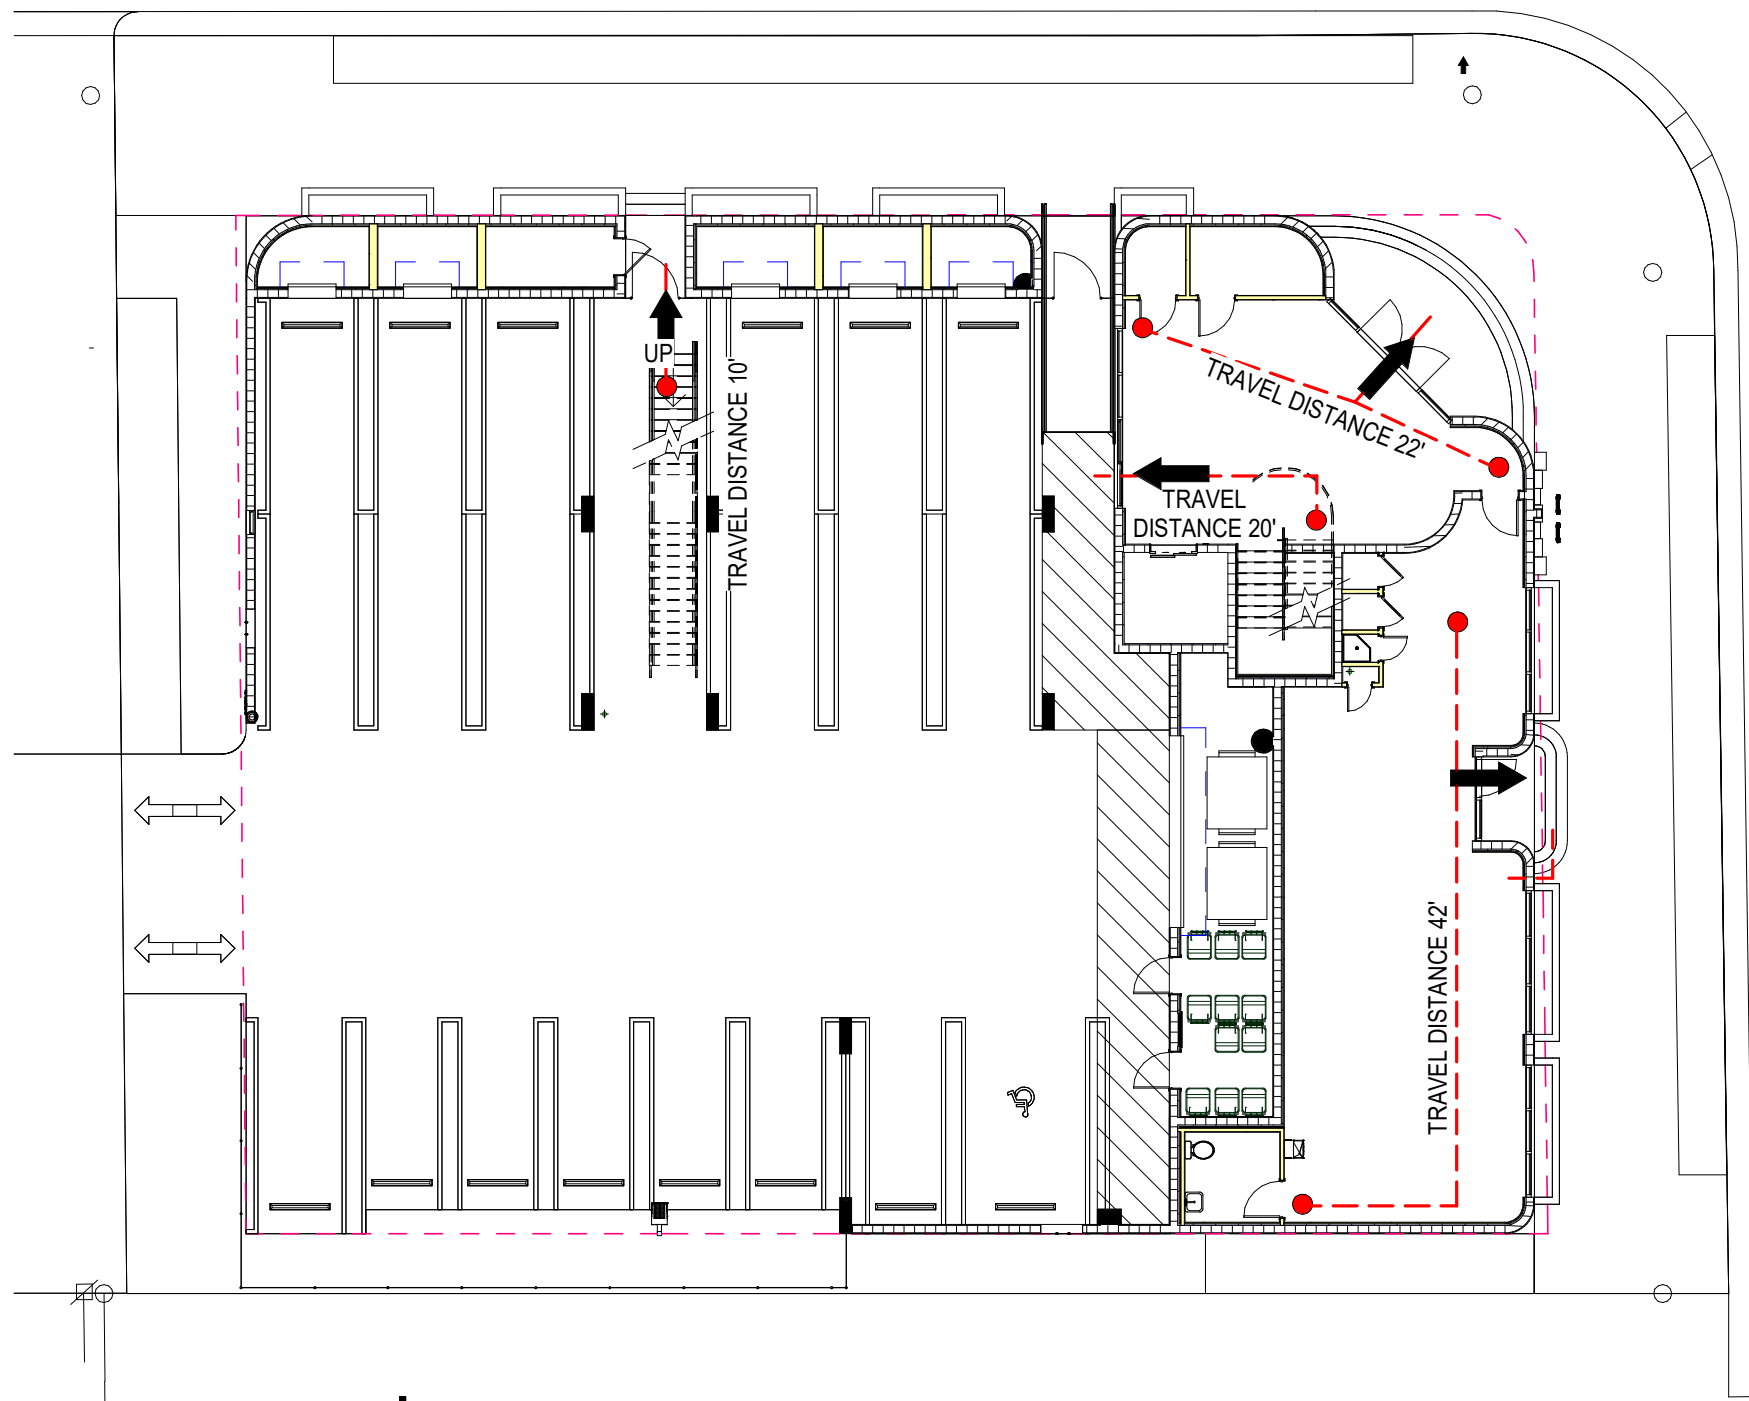 UP
TRAVEL DISTANCE 10'
TRAVEL DISTANCE 22'
TRAVEL
DISTANCE 20'
TRAVEL DISTANCE 42'